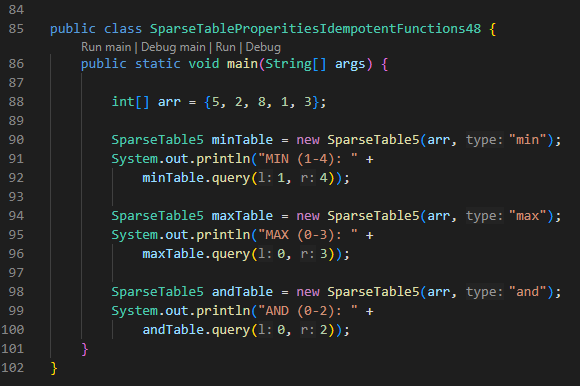 84
85 public class SparseTableProperitiesIdempotentFunctions48 {
Run main | Debug main | Run | Debug
86 public static void main(String[] args) {
87
88 int[] arr = {5, 2, 8, 1, 3};
89
90 SparseTable5 minTable = new SparseTable5(arr, type: "min");
91 System.out.println("MIN (1-4): " +
92 minTable.query(l: 1, r: 4));
93
94 SparseTable5 maxTable = new SparseTable5(arr, type: "max");
95 System.out.println("MAX (0-3): " +
96 maxTable.query(l: 0, r: 3));
97
98 SparseTable5 andTable = new SparseTable5(arr, type: "and");
99 System.out.println("AND (0-2): " +
100 andTable.query(l: 0, r: 2));
101 }
102 }